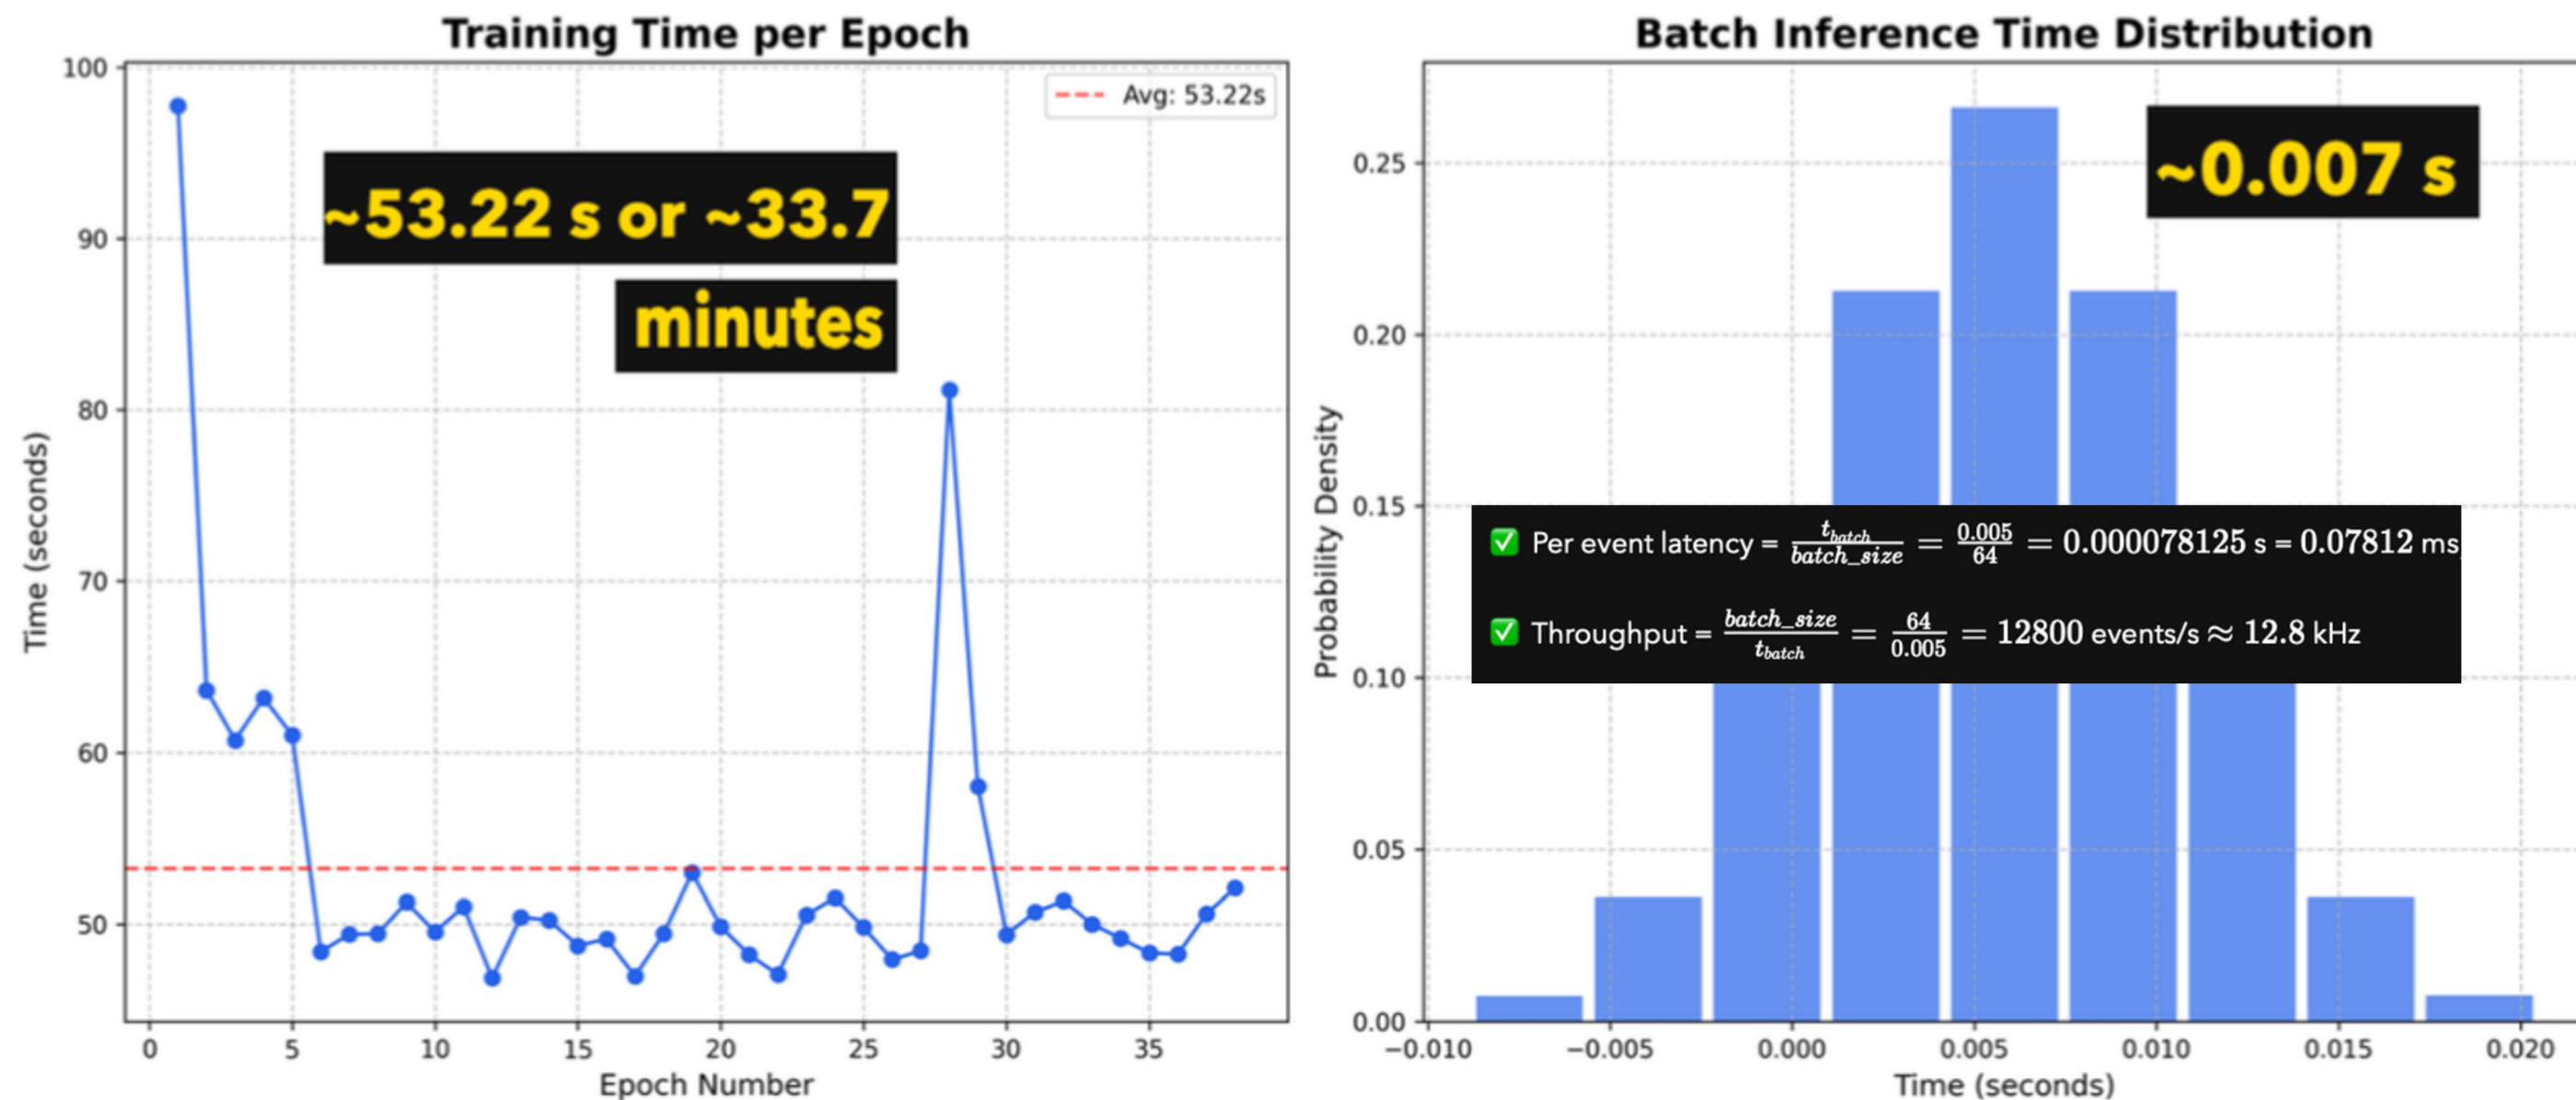 Training Time per Epoch
100
90
80
70
60
50
Time (seconds)
Avg: 53.22s
~53.22 s or ~33.7
minutes
0 5 10 15 20 25 30 35
Epoch Number
Batch Inference Time Distribution
0.25
0.20
0.15
0.10
0.05
0.00
Probability Density
~0.007 s
✅ Per event latency = t_batch/batch_size = 0.005/64 = 0.000078125 s = 0.07812 ms
✅ Throughput = batch_size/t_batch = 64/0.005 = 12800 events/s ≈ 12.8 kHz
−0.010 −0.005 0.000 0.005 0.010 0.015 0.020
Time (seconds)